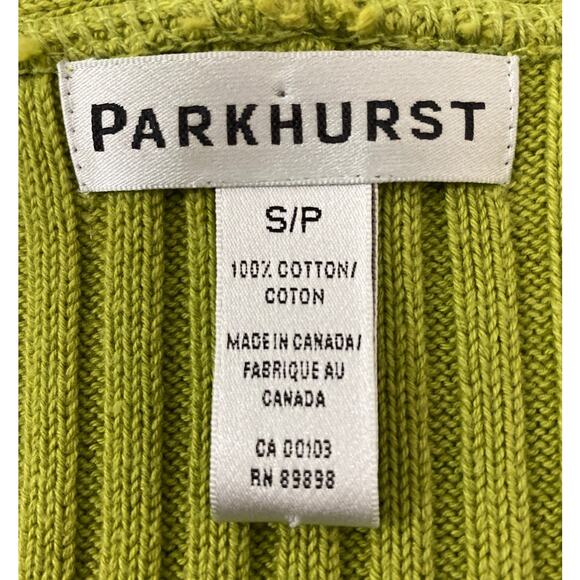 PARKHURST
S/P
100% COTTON/
COTON
MADE IN CANADA/
FABRIQUE AU
CANADA
CA 00103
RN 89898